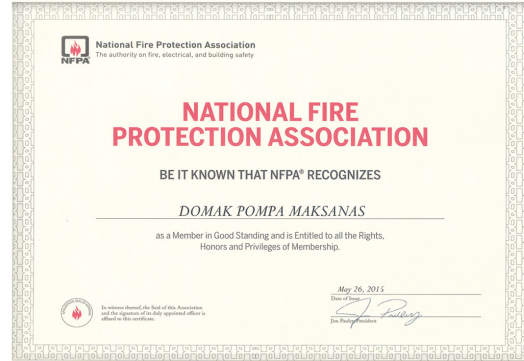 NFPA
National Fire Protection Association
The authority on fire, electrical, and building safety
NATIONAL FIRE
PROTECTION ASSOCIATION
BE IT KNOWN THAT NFPA® RECOGNIZES
DOMAK POMPA MAKSANAS
as a Member in Good Standing and is Entitled to all the Rights,
Honors and Privileges of Membership.
May 26, 2015
Date of Issue
Jim Pauley, President
In witness thereof, the Seal of this Association
and the signature of its duly appointed officer is
affixed to this certificate.